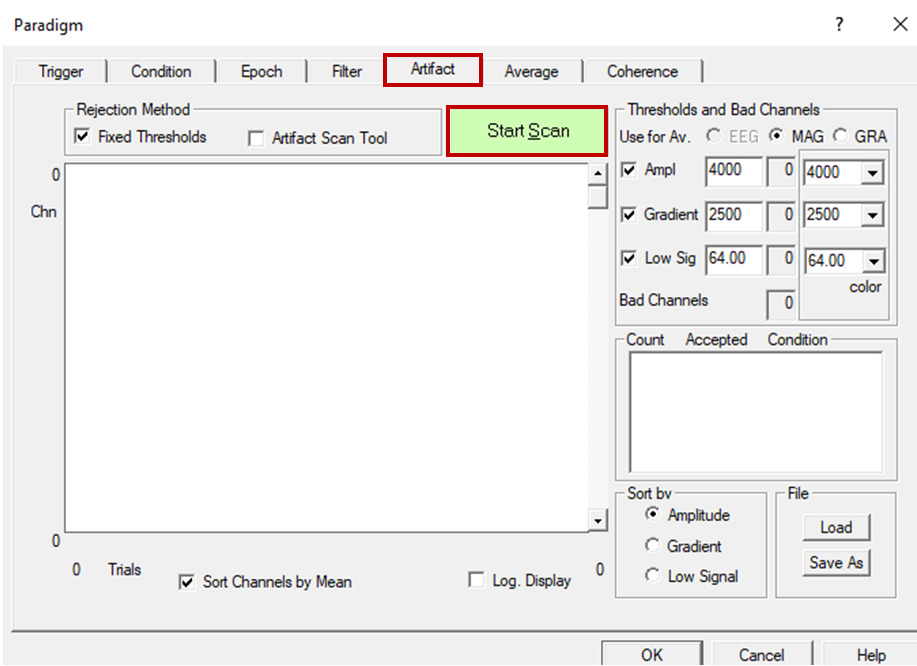 Paradigm ? X
Trigger Condition Epoch Filter Artifact Average Coherence
Rejection Method
Fixed Thresholds Artifact Scan Tool
Start Scan
Thresholds and Bad Channels
Use for Av. EEG MAG GRA
Ampl 4000 0 4000
Gradient 2500 0 2500
Low Sig 64.00 0 64.00
color
Bad Channels 0
0
Chn
0
0 Trials 0
Sort Channels by Mean Log. Display
Count Accepted Condition
Sort by
Amplitude
Gradient
Low Signal
File
Load
Save As
OK Cancel Help